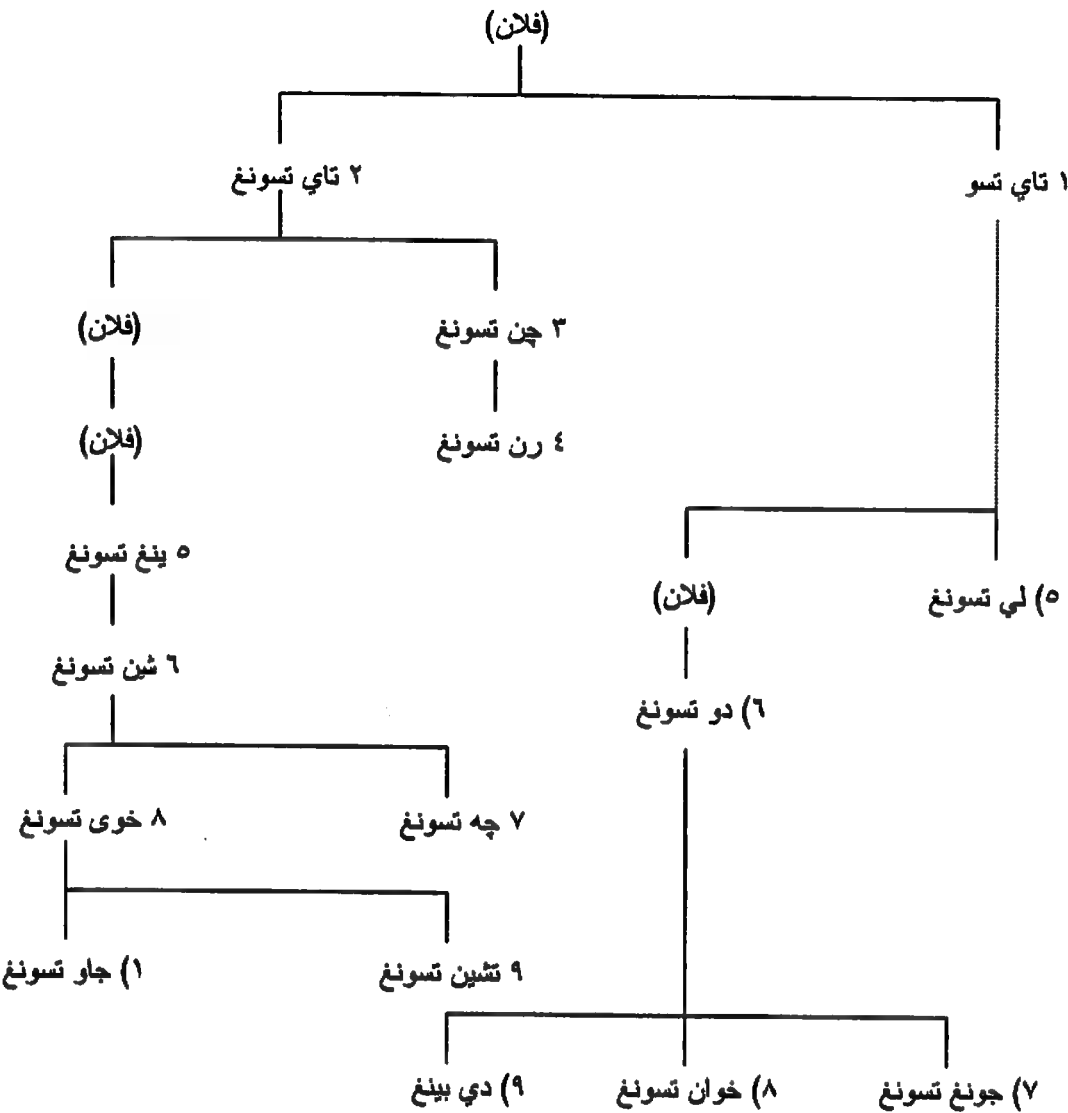 (فلان)
١ تاي تسو
٢ تاي تسونغ
٣ چن تسونغ
(فلان)
٤ رن تسونغ
(فلان)
٥ ينغ تسونغ
٥) لي تسونغ
(فلان)
٦ شين تسونغ
٦) دو تسونغ
٧ چه تسونغ
٨ خوى تسونغ
٩ تشين تسونغ
١) جاو تسونغ
٧) جونغ تسونغ
٨) خوان تسونغ
٩) دي بينغ